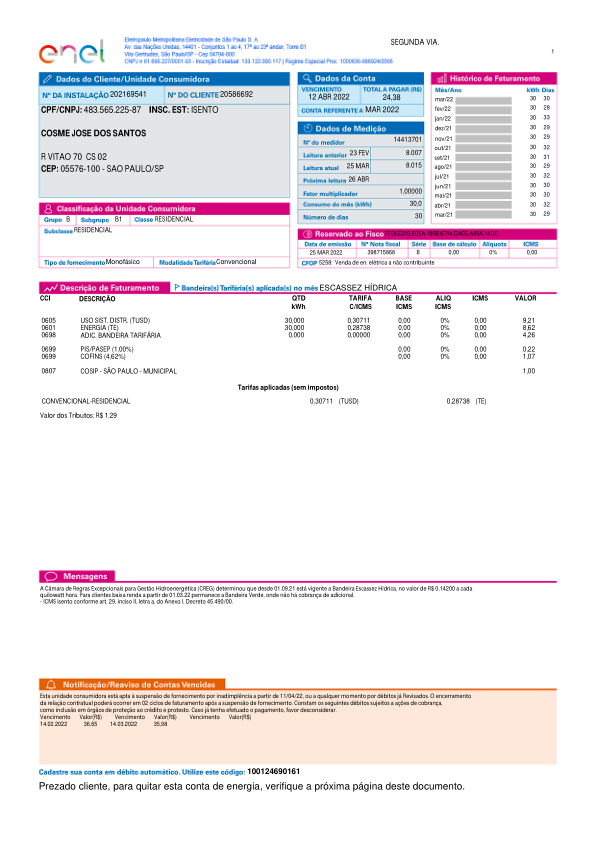 enel
Eletropaulo Metropolitana Eletricidade de São Paulo S. A.
Av. das Nações Unidas, 14401 - Conjuntos 1 ao 4, 17º ao 23º andar, Torre B1
Vila Gertrudes, São Paulo/SP - Cep 04794-000
CNPJ n.º 61.695.227/0001-93 - Inscrição Estadual: 133.122.000.117 | Regime Especial Proc.
SEGUNDA VIA.
1
Dados do Cliente/Unidade Consumidora
Nº DA INSTALAÇÃO 202169541 Nº DO CLIENTE 20586692
CPF/CNPJ: 483.565.225-87 INSC. EST: ISENTO
COSME JOSE DOS SANTOS
R VITAO 70 CS 02
CEP: 05576-100 - SAO PAULO/SP
Classificação da Unidade Consumidora
Grupo B Subgrupo B1 Classe RESIDENCIAL
Subclasse RESIDENCIAL
Tipo de fornecimento Monofásico Modalidade Tarifária Convencional
Dados da Conta
VENCIMENTO TOTAL A PAGAR (R$)
12 ABR 2022 24,38
CONTA REFERENTE A MAR 2022
Dados de Medição
Nº do medidor 14413701
Leitura anterior 23 FEV 8.007
Leitura atual 25 MAR 8.015
Próxima leitura 26 ABR
Fator multiplicador 1,00000
Consumo do mês (kWh) 30,0
Número de dias 30
Histórico de Faturamento
Mês/Ano kWh Dias
mar/22 30 30
fev/22 30 28
jan/22 30 33
dez/21 30 29
nov/21 30 29
out/21 30 32
set/21 30 31
ago/21 30 29
jul/21 30 32
jun/21 30 30
mai/21 30 30
abr/21 30 32
mar/21 30 29
Reservado ao Fisco
Data de emissão Nº Nota fiscal Série Base de cálculo Alíquota ICMS
25 MAR 2022 398715868 B 0,00 0% 0,00
CFOP 5258: Venda de en. elétrica a não contribuinte
Descrição de Faturamento Bandeira(s) Tarifária(s) aplicada(s) no mês ESCASSEZ HÍDRICA
CCI DESCRIÇÃO QTD TARIFA BASE ALIQ ICMS VALOR
kWh C/ICMS ICMS ICMS
0605 USO SIST. DISTR. (TUSD) 30,000 0,30711 0,00 0% 0,00 9,21
0601 ENERGIA (TE) 30,000 0,28738 0,00 0% 0,00 8,62
0698 ADIC. BANDEIRA TARIFÁRIA 0,000 0,00000 0,00 0% 0,00 4,26
0699 PIS/PASEP (1,00%) 0,00 0% 0,00 0,22
0699 COFINS (4,62%) 0,00 0% 0,00 1,07
0807 COSIP - SÃO PAULO - MUNICIPAL 1,00
Tarifas aplicadas (sem impostos)
CONVENCIONAL-RESIDENCIAL 0,30711 (TUSD) 0,28738 (TE)
Valor dos Tributos: R$ 1,29
Mensagens
A Câmara de Regras Excepcionais para Gestão Hidroenergética (CREG) determinou que desde 01.09.21 está vigente a Bandeira Escassez Hídrica, no valor de R$ 0,14200 a cada
quilowatt hora. Para clientes baixa renda a partir de 01.03.22 permanece a Bandeira Verde, onde não há cobrança de adicional.
- ICMS isento conforme art. 29, inciso II, letra a, do Anexo I, Decreto 45.490/00.
Notificação/Reaviso de Contas Vencidas
Esta unidade consumidora está apta à suspensão de fornecimento por inadimplência a partir de 11/04/22, ou a qualquer momento por débitos já Revisados. O encerramento
da relação contratual poderá ocorrer em 02 ciclos de faturamento após a suspensão de fornecimento. Constam os seguintes débitos sujeitos a ações de cobrança,
como inclusão em órgãos de proteção ao crédito e protesto. Caso já tenha efetuado o pagamento, favor desconsiderar.
Vencimento Valor(R$) Vencimento Valor(R$) Vencimento Valor(R$)
14.02.2022 36,65 14.03.2022 35,98
Cadastre sua conta em débito automático. Utilize este código: 100124690161
Prezado cliente, para quitar esta conta de energia, verifique a próxima página deste documento.